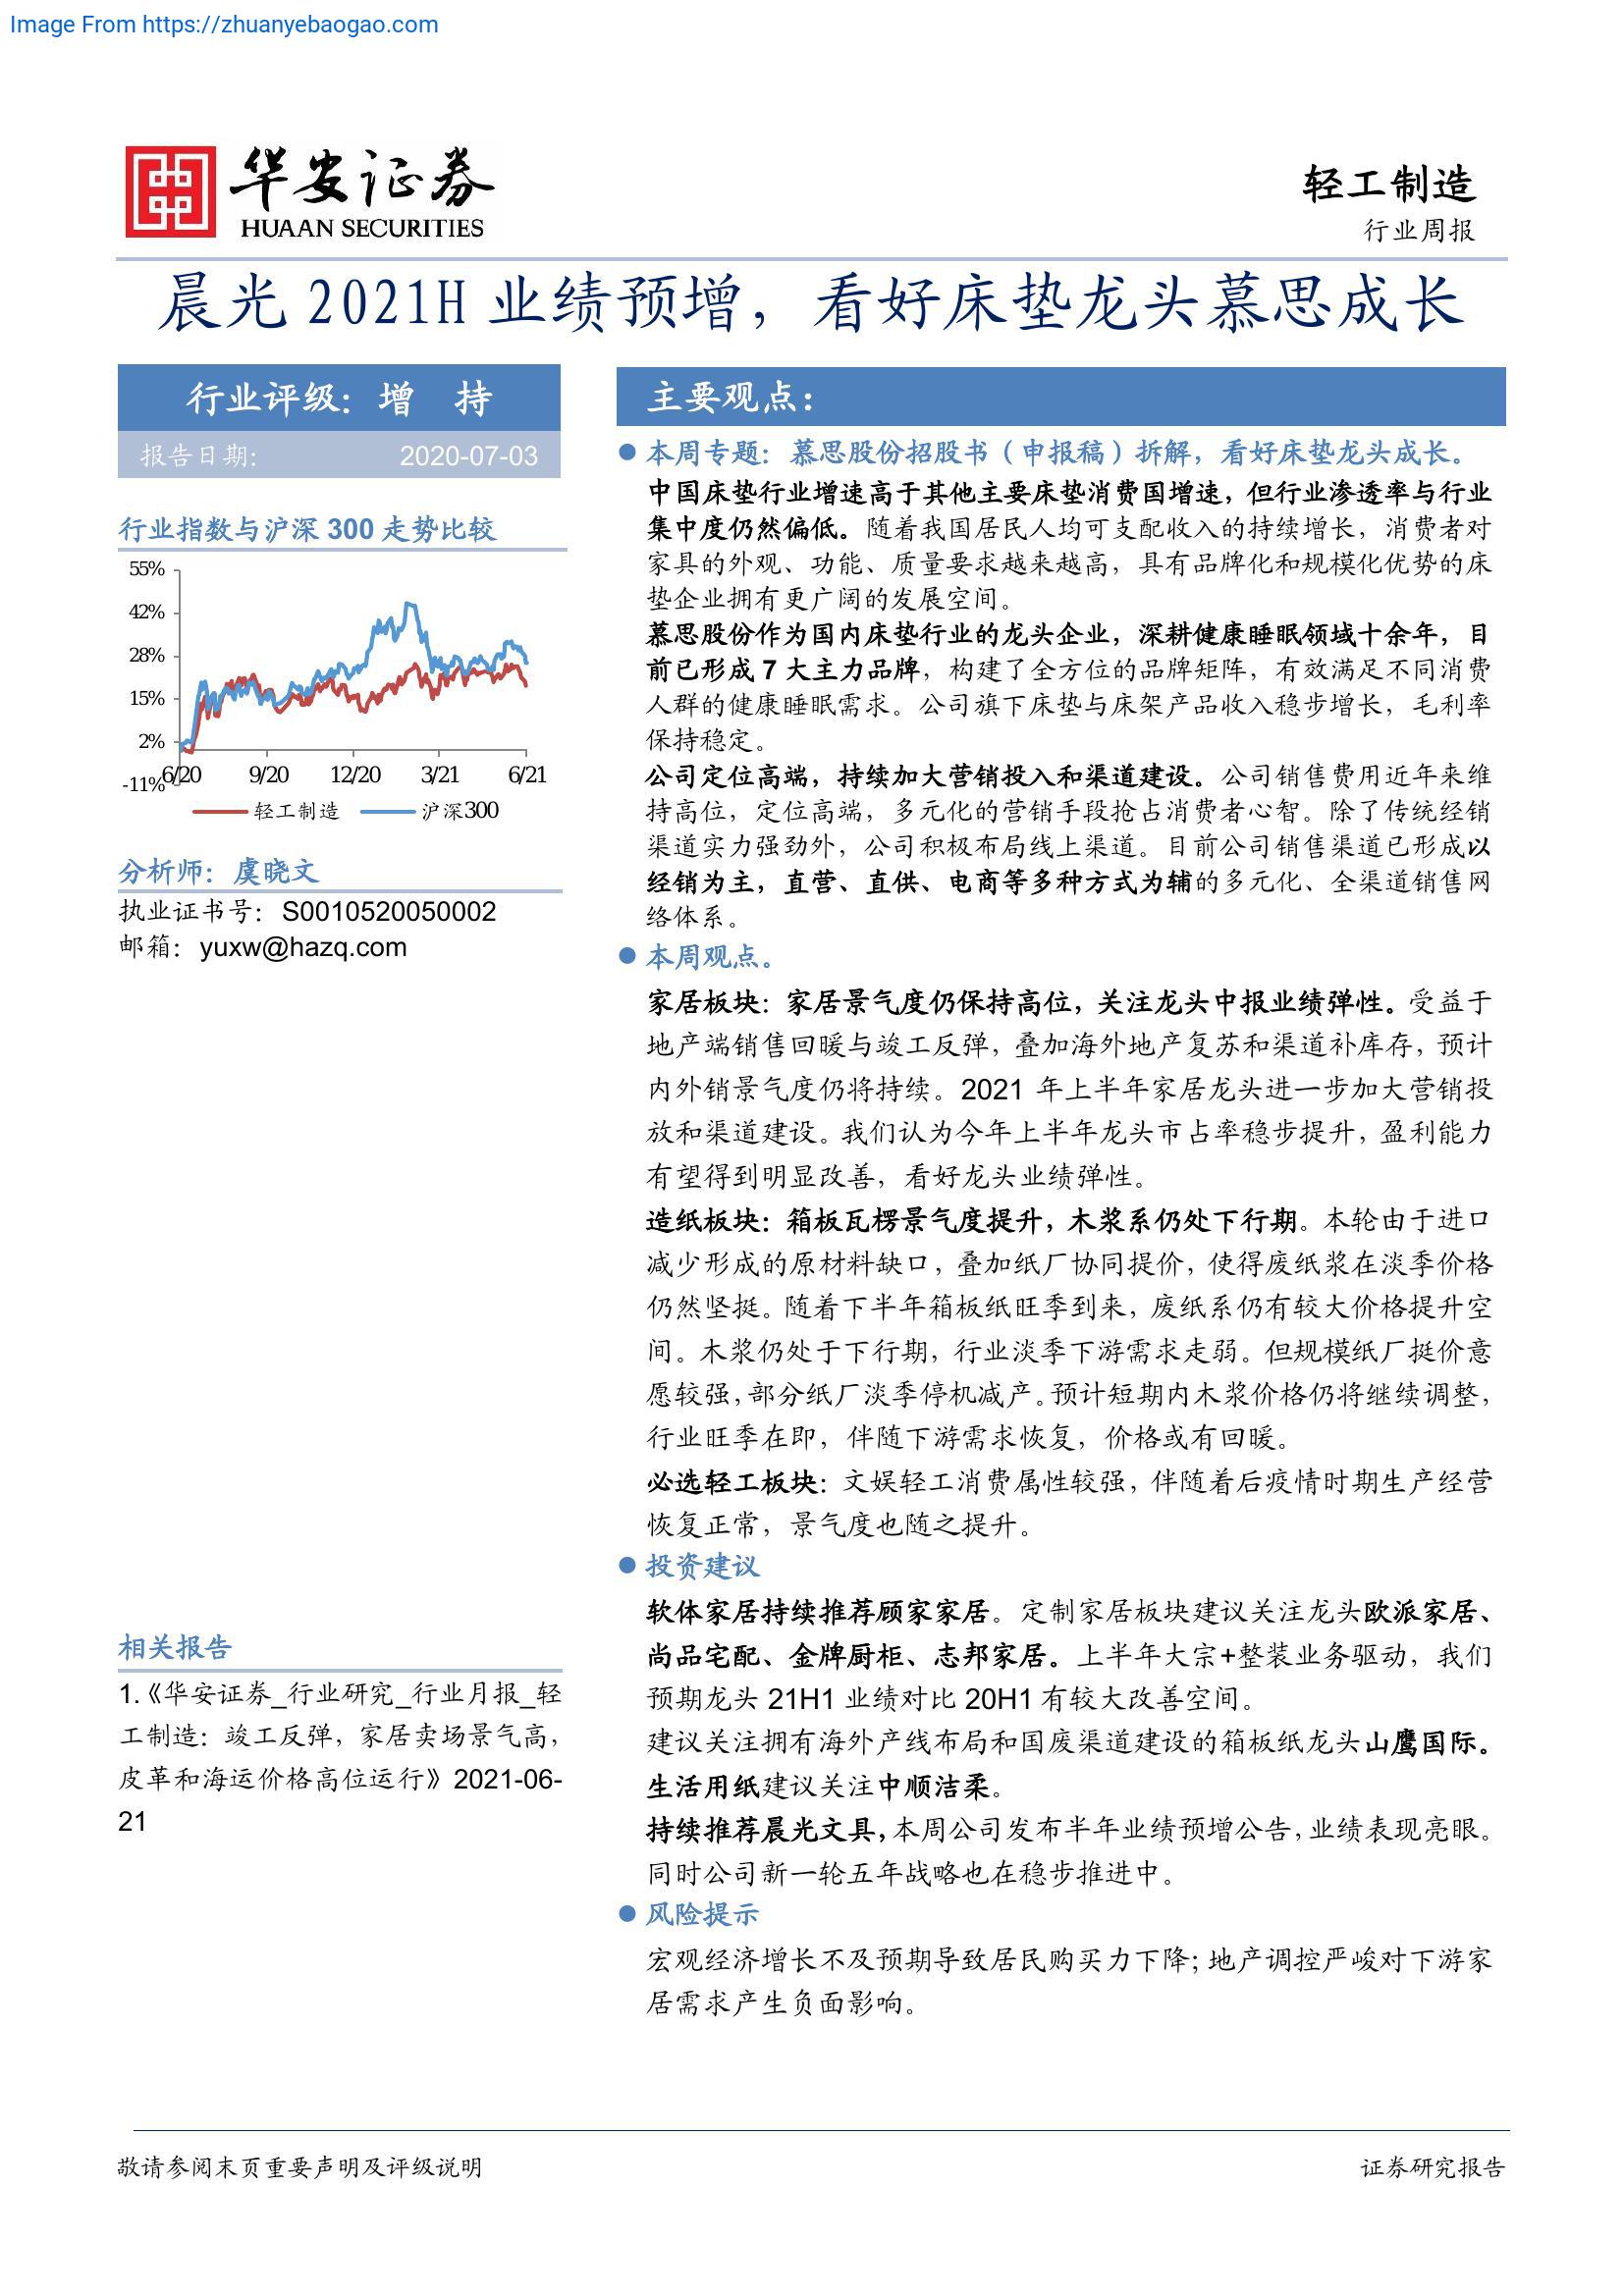 Image From https://zhuanyebaogao.com
华安证券
HUAAN SECURITIES
轻工制造
行业周报
晨光 2021H 业绩预增，看好床垫龙头慕思成长
行业评级：增 持
报告日期: 2020-07-03
行业指数与沪深 300 走势比较
55%
42%
28%
15%
2%
-11%
6/20 9/20 12/20 3/21 6/21
轻工制造 沪深300
分析师：虞晓文
执业证书号：S0010520050002
邮箱：yuxw@hazq.com
相关报告
1.《华安证券_行业研究_行业月报_轻
工制造：竣工反弹，家居卖场景气高，
皮革和海运价格高位运行》2021-06-
21
主要观点：
● 本周专题：慕思股份招股书（申报稿）拆解，看好床垫龙头成长。
中国床垫行业增速高于其他主要床垫消费国增速，但行业渗透率与行业
集中度仍然偏低。随着我国居民人均可支配收入的持续增长，消费者对
家具的外观、功能、质量要求越来越高，具有品牌化和规模化优势的床
垫企业拥有更广阔的发展空间。
慕思股份作为国内床垫行业的龙头企业，深耕健康睡眠领域十余年，目
前已形成 7 大主力品牌，构建了全方位的品牌矩阵，有效满足不同消费
人群的健康睡眠需求。公司旗下床垫与床架产品收入稳步增长，毛利率
保持稳定。
公司定位高端，持续加大营销投入和渠道建设。公司销售费用近年来维
持高位，定位高端，多元化的营销手段抢占消费者心智。除了传统经销
渠道实力强劲外，公司积极布局线上渠道。目前公司销售渠道已形成以
经销为主，直营、直供、电商等多种方式为辅的多元化、全渠道销售网
络体系。
● 本周观点。
家居板块：家居景气度仍保持高位，关注龙头中报业绩弹性。受益于
地产端销售回暖与竣工反弹，叠加海外地产复苏和渠道补库存，预计
内外销景气度仍将持续。2021 年上半年家居龙头进一步加大营销投
放和渠道建设。我们认为今年上半年龙头市占率稳步提升，盈利能力
有望得到明显改善，看好龙头业绩弹性。
造纸板块：箱板瓦楞景气度提升，木浆系仍处下行期。本轮由于进口
减少形成的原材料缺口，叠加纸厂协同提价，使得废纸浆在淡季价格
仍然坚挺。随着下半年箱板纸旺季到来，废纸系仍有较大价格提升空
间。木浆仍处于下行期，行业淡季下游需求走弱。但规模纸厂挺价意
愿较强，部分纸厂淡季停机减产。预计短期内木浆价格仍将继续调整，
行业旺季在即，伴随下游需求恢复，价格或有回暖。
必选轻工板块：文娱轻工消费属性较强，伴随着后疫情时期生产经营
恢复正常，景气度也随之提升。
● 投资建议
软体家居持续推荐顾家家居。定制家居板块建议关注龙头欧派家居、
尚品宅配、金牌厨柜、志邦家居。上半年大宗+整装业务驱动，我们
预期龙头 21H1 业绩对比 20H1 有较大改善空间。
建议关注拥有海外产线布局和国废渠道建设的箱板纸龙头山鹰国际。
生活用纸建议关注中顺洁柔。
持续推荐晨光文具，本周公司发布半年业绩预增公告，业绩表现亮眼。
同时公司新一轮五年战略也在稳步推进中。
● 风险提示
宏观经济增长不及预期导致居民购买力下降；地产调控严峻对下游家
居需求产生负面影响。
敬请参阅末页重要声明及评级说明 证券研究报告